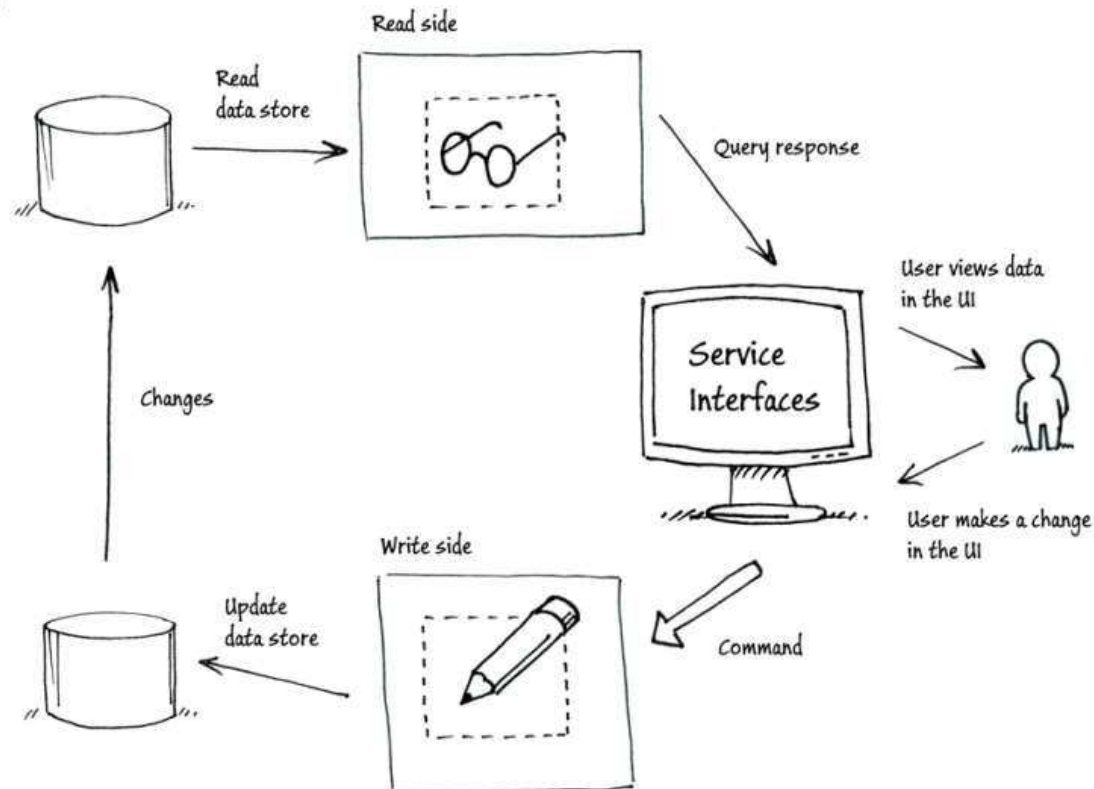 Read side
Read
data store
Query response
User views data
in the UI
Service
Interfaces
Changes
User makes a change
in the UI
Write side
Update
data store
Command